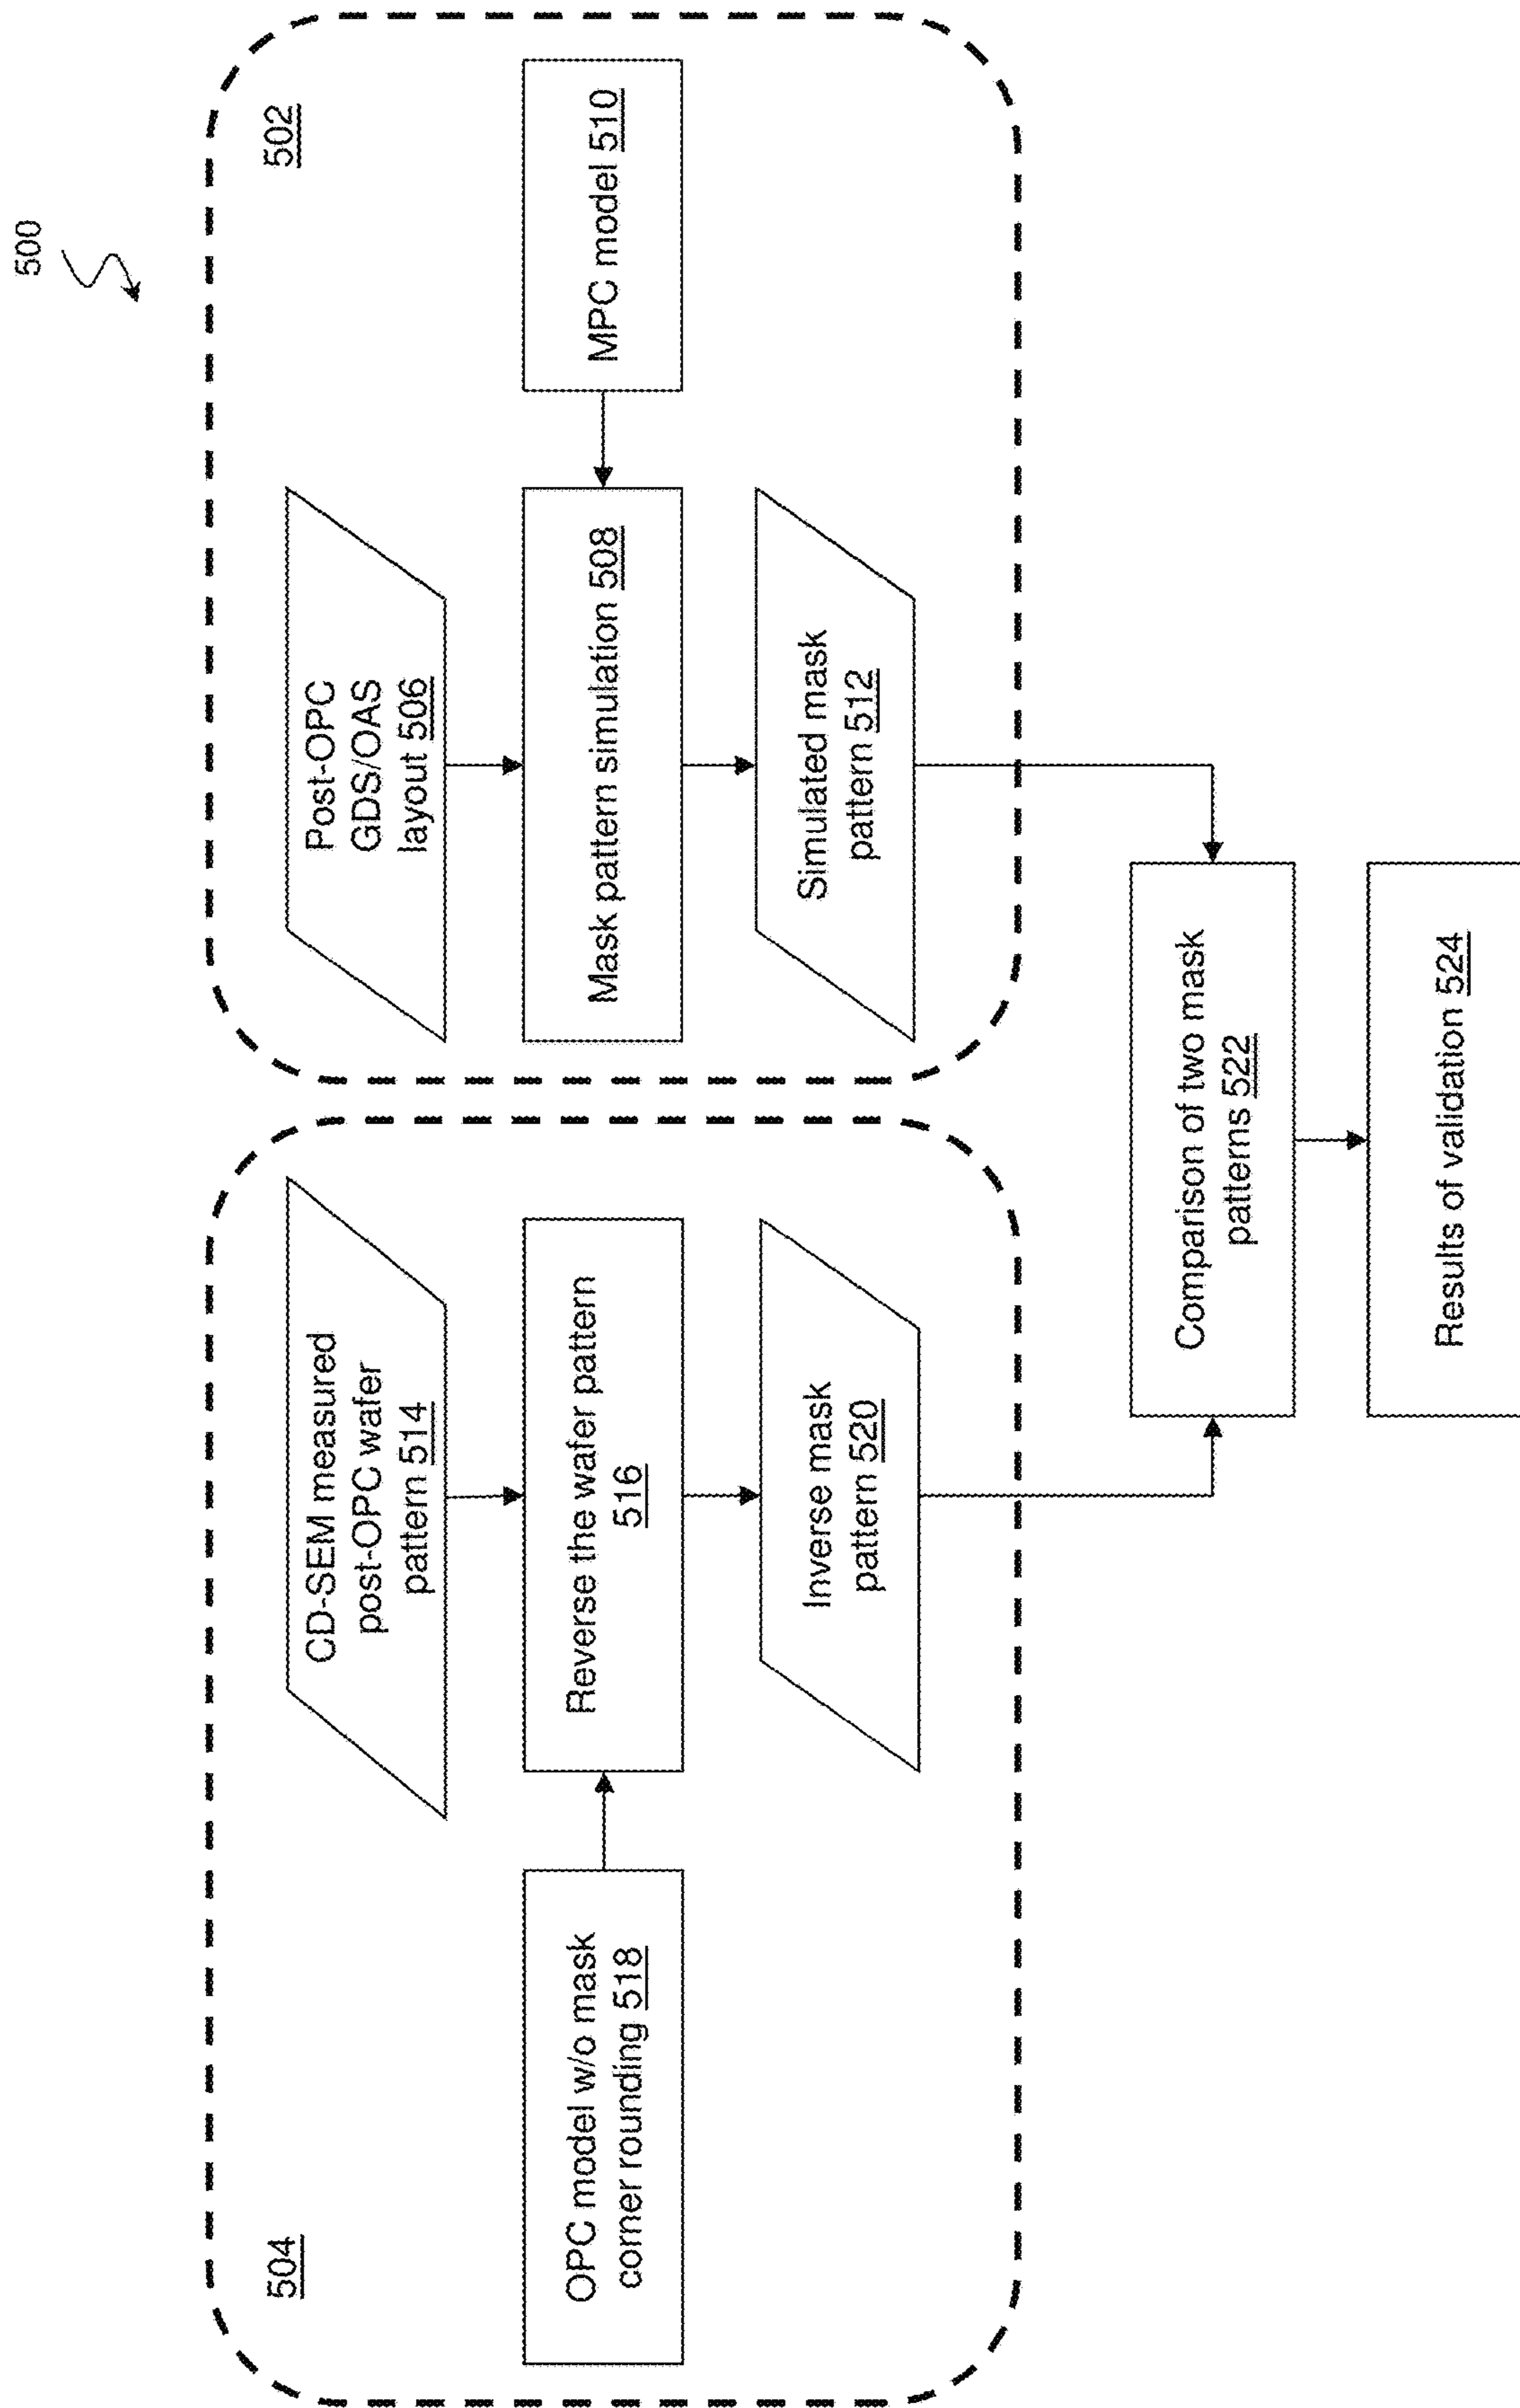 500
504
CD-SEM measured
post-OPC wafer
pattern 514
OPC model w/o mask
corner rounding 518
Reverse the wafer pattern
516
Inverse mask
pattern 520
502
Post-OPC
GDS/OAS
layout 506
Mask pattern simulation 508
MPC model 510
Simulated mask
pattern 512
Comparison of two mask
patterns 522
Results of validation 524